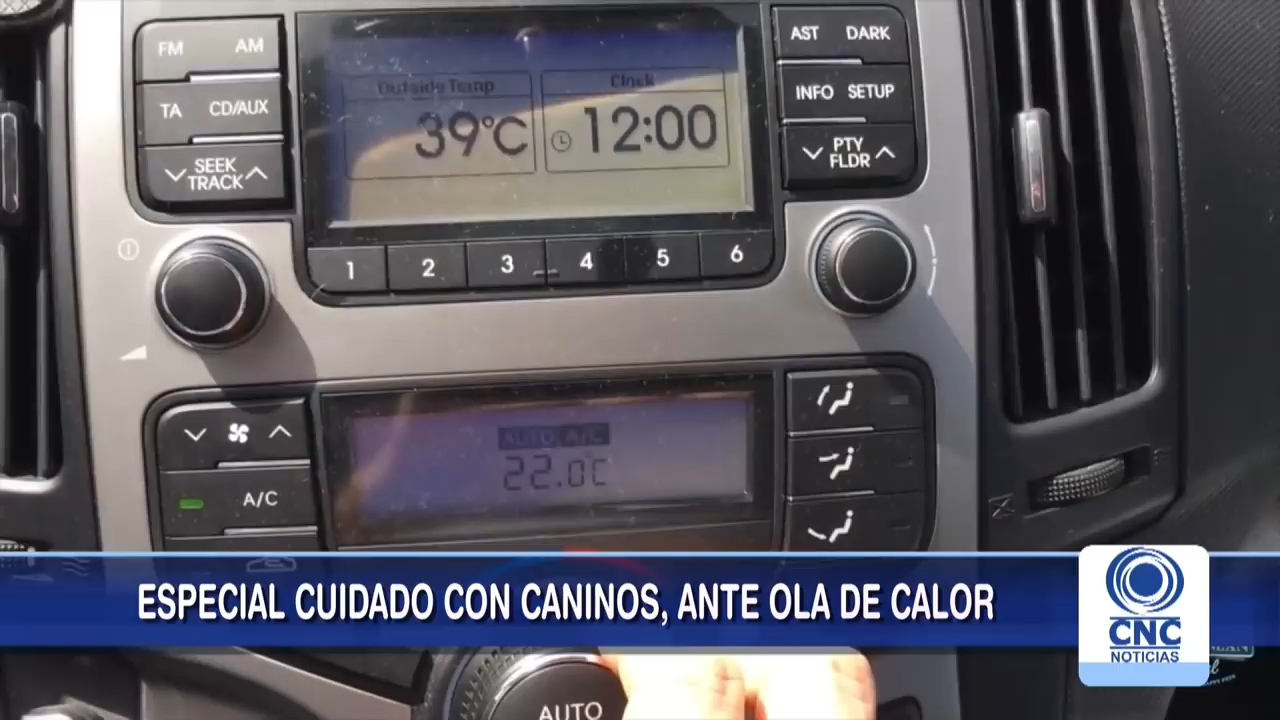 FM AM
TA CD/AUX
SEEK
TRACK
Outside Temp
39°C
Clock
12:00
AST DARK
INFO SETUP
PTY
FLDR
1 2 3 4 5 6
AUTO A/C
22.0C
A/C
ESPECIAL CUIDADO CON CANINOS, ANTE OLA DE CALOR
CNC
NOTICIAS
AUTO